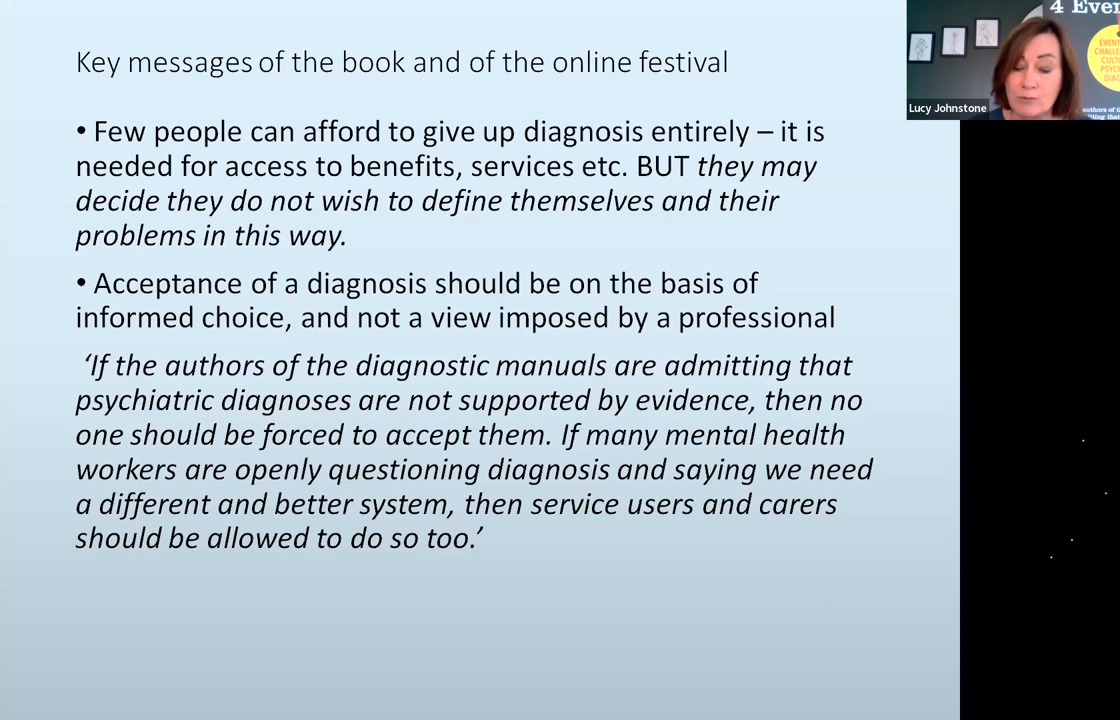 Key messages of the book and of the online festival
• Few people can afford to give up diagnosis entirely – it is
needed for access to benefits, services etc. BUT they may
decide they do not wish to define themselves and their
problems in this way.
• Acceptance of a diagnosis should be on the basis of
informed choice, and not a view imposed by a professional
‘If the authors of the diagnostic manuals are admitting that
psychiatric diagnoses are not supported by evidence, then no
one should be forced to accept them. If many mental health
workers are openly questioning diagnosis and saying we need
a different and better system, then service users and carers
should be allowed to do so too.’
4 Ever
Lucy Johnstone